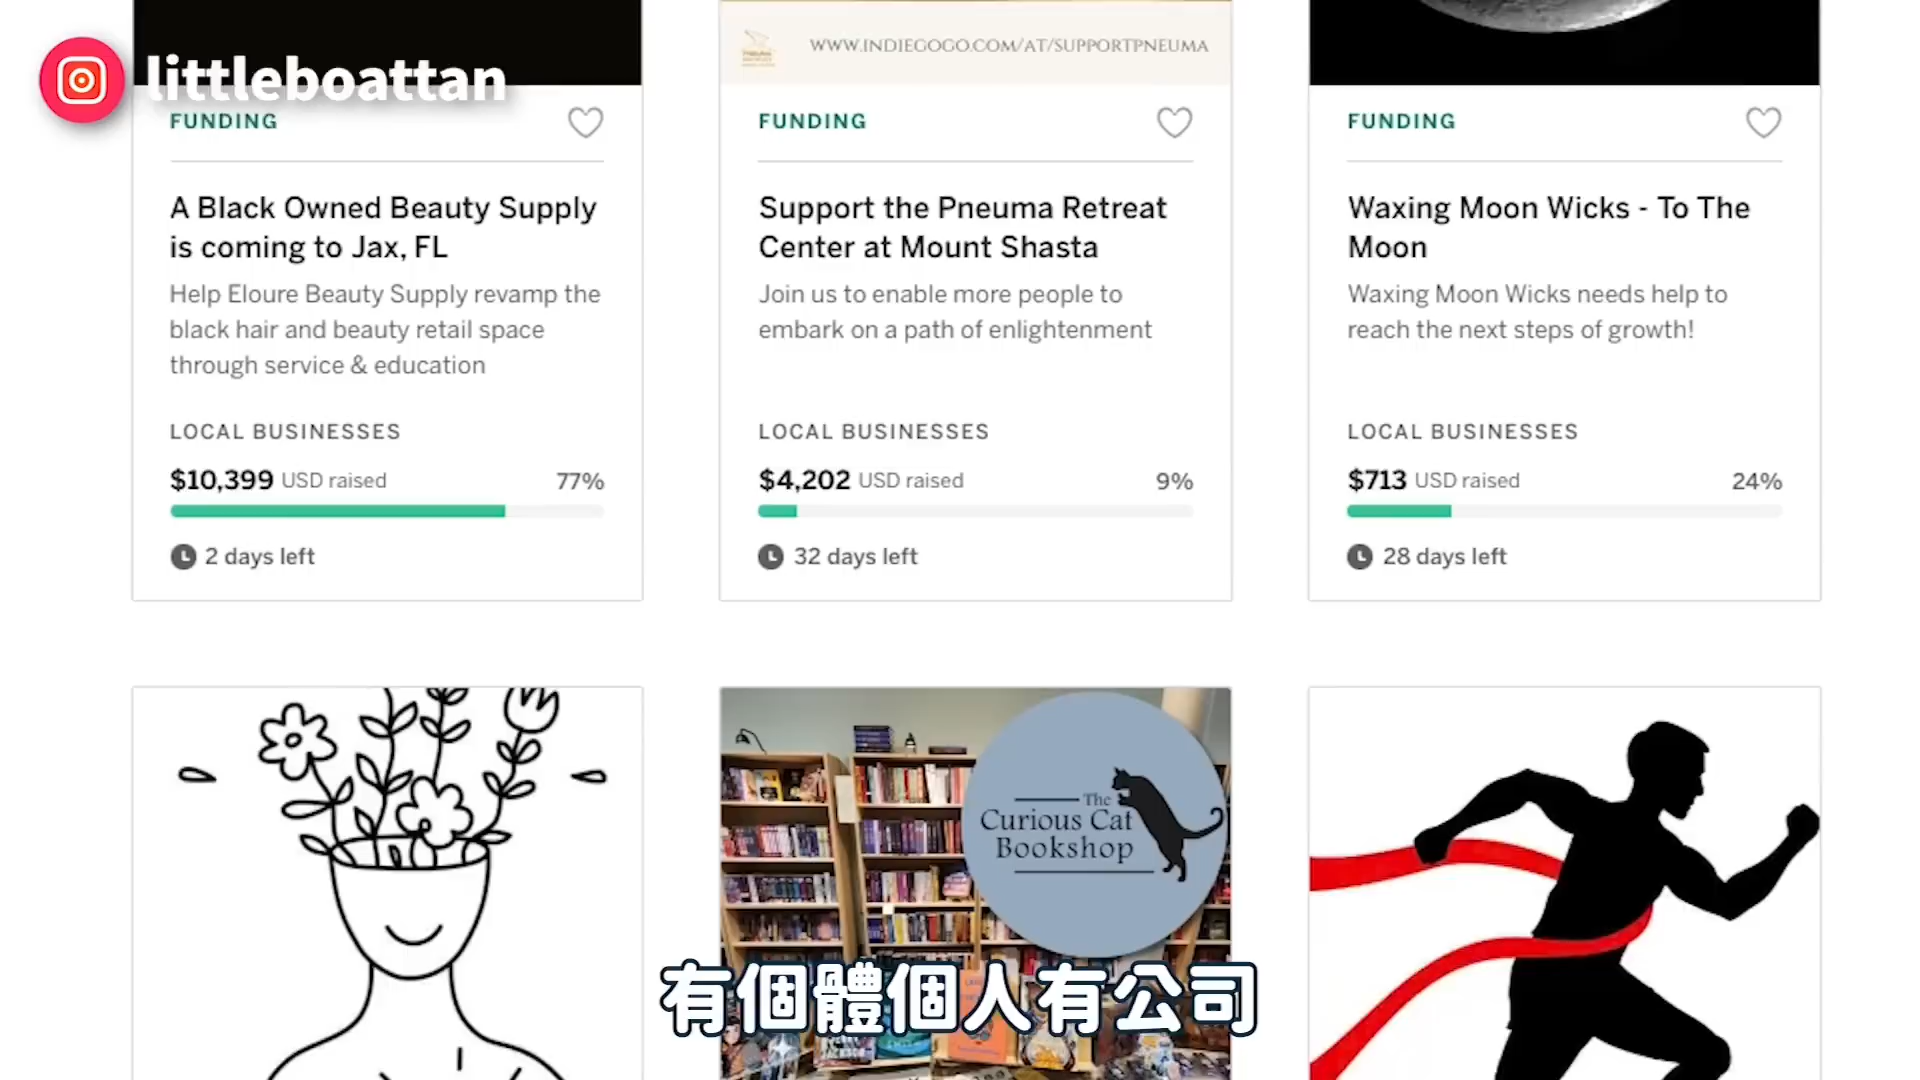 littleboattan
WWW.INDIEGOGO.COM/AT/SUPPORTPNEUMA
FUNDING
A Black Owned Beauty Supply
is coming to Jax, FL
Help Eloure Beauty Supply revamp the
black hair and beauty retail space
through service & education
LOCAL BUSINESSES
$10,399 USD raised 77%
2 days left
FUNDING
Support the Pneuma Retreat
Center at Mount Shasta
Join us to enable more people to
embark on a path of enlightenment
LOCAL BUSINESSES
$4,202 USD raised 9%
32 days left
FUNDING
Waxing Moon Wicks - To The
Moon
Waxing Moon Wicks needs help to
reach the next steps of growth!
LOCAL BUSINESSES
$713 USD raised 24%
28 days left
The
Curious Cat
Bookshop
有個體個人有公司